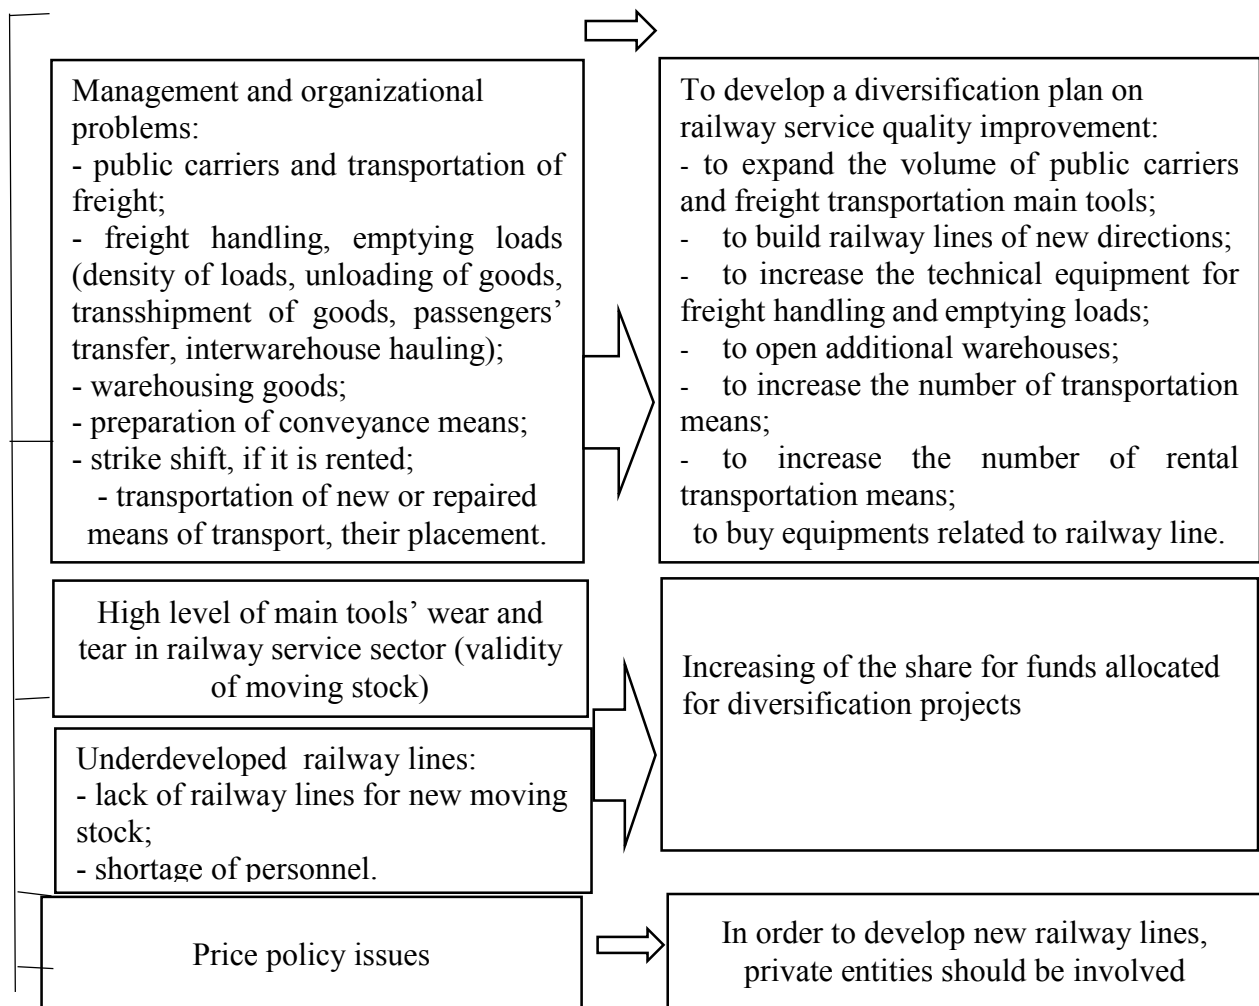 Management and organizational
problems:
- public carriers and transportation of
freight;
- freight handling, emptying loads
(density of loads, unloading of goods,
transshipment of goods, passengers’
transfer, interwarehouse hauling);
- warehousing goods;
- preparation of conveyance means;
- strike shift, if it is rented;
- transportation of new or repaired
means of transport, their placement.
To develop a diversification plan on
railway service quality improvement:
- to expand the volume of public carriers
and freight transportation main tools;
- to build railway lines of new directions;
- to increase the technical equipment for
freight handling and emptying loads;
- to open additional warehouses;
- to increase the number of transportation
means;
- to increase the number of rental
transportation means;
to buy equipments related to railway line.
High level of main tools’ wear and
tear in railway service sector (validity
of moving stock)
Underdeveloped railway lines:
- lack of railway lines for new moving
stock;
- shortage of personnel.
Increasing of the share for funds allocated
for diversification projects
Price policy issues
In order to develop new railway lines,
private entities should be involved